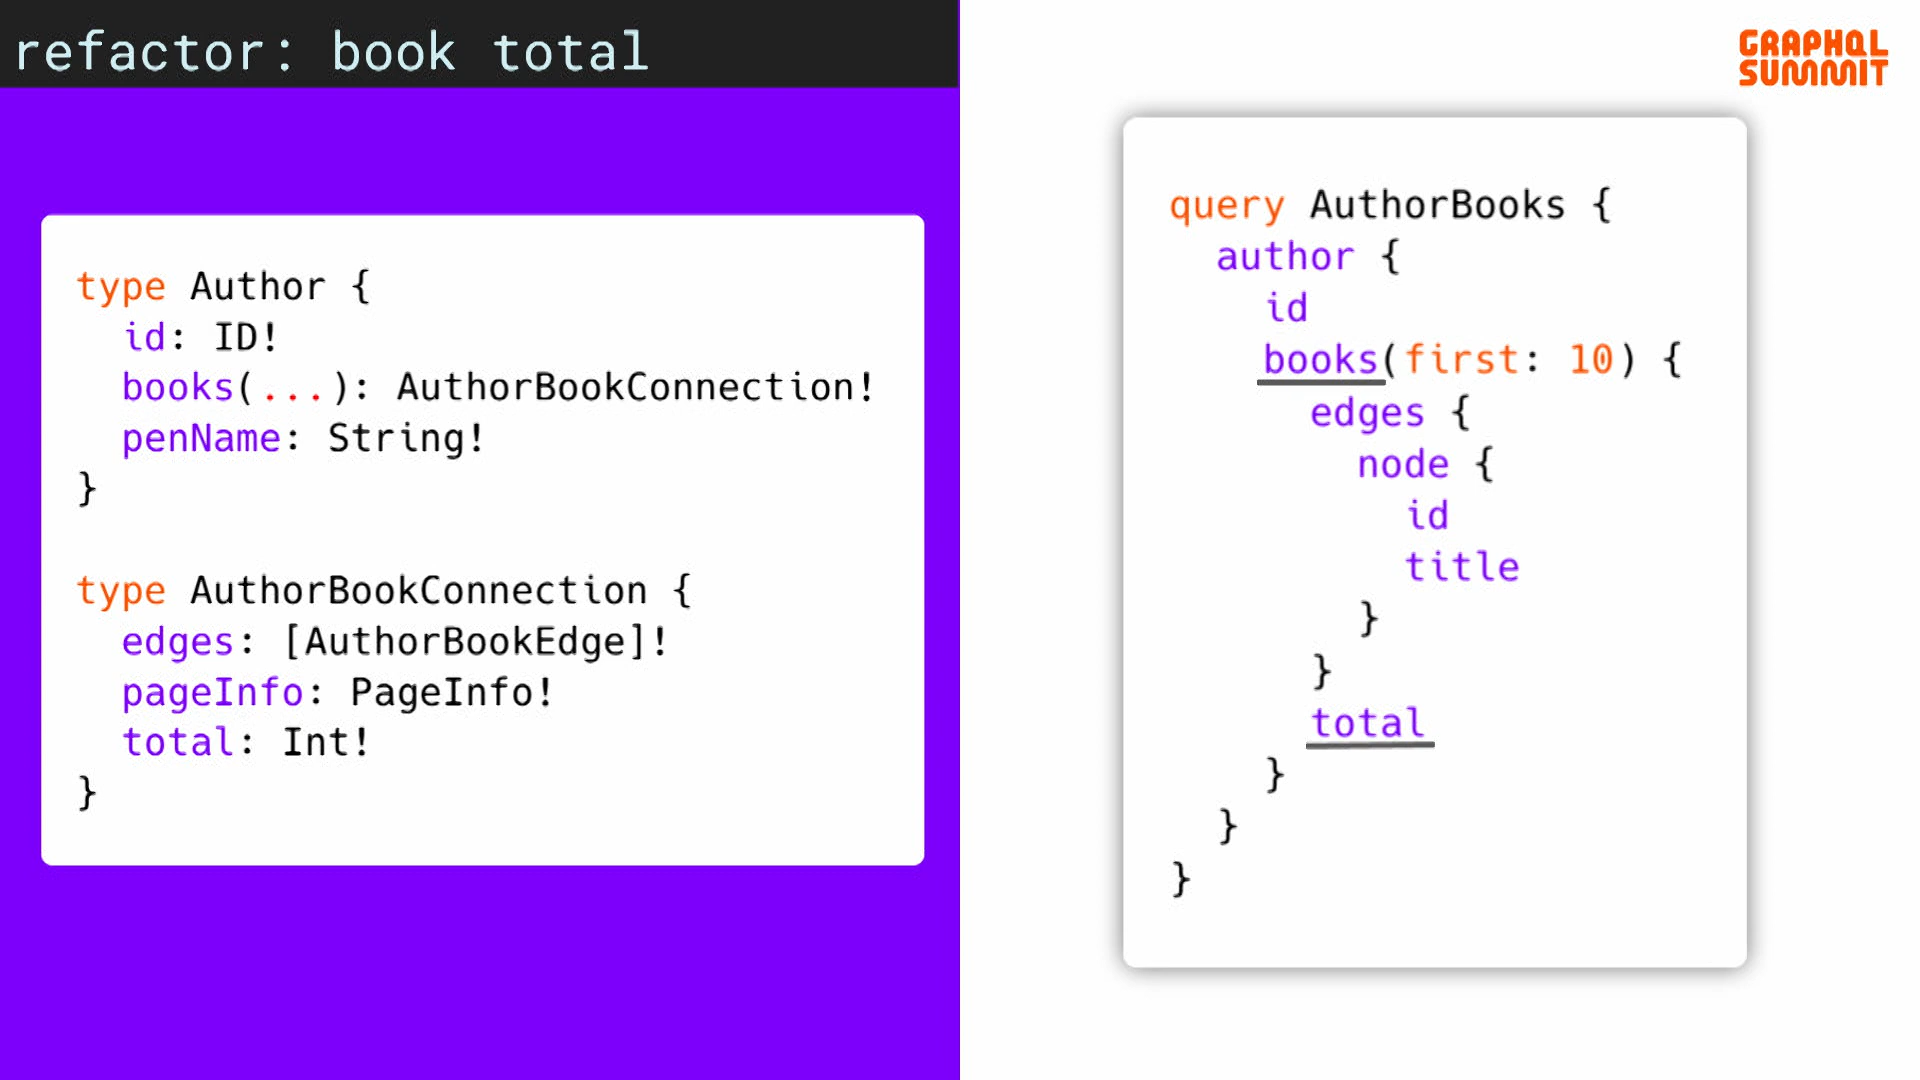 refactor: book total
type Author {
id: ID!
books(...): AuthorBookConnection!
penName: String!
}
type AuthorBookConnection {
edges: [AuthorBookEdge]!
pageInfo: PageInfo!
total: Int!
}
GRAPHQL
SUMMIT
query AuthorBooks {
author {
id
books(first: 10) {
edges {
node {
id
title
}
}
total
}
}
}